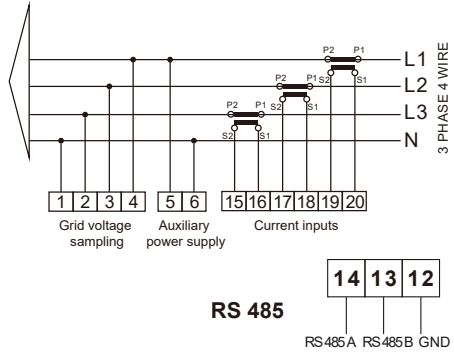 P2 P1
L1
P2 P1 S2 S1
L2
P2 P1 S2 S1
L3
S2 S1
N
3 PHASE 4 WIRE
1 2 3 4 5 6 15 16 17 18 19 20
Grid voltage sampling
Auxiliary power supply
Current inputs
14 13 12
RS 485
RS485A RS485B GND